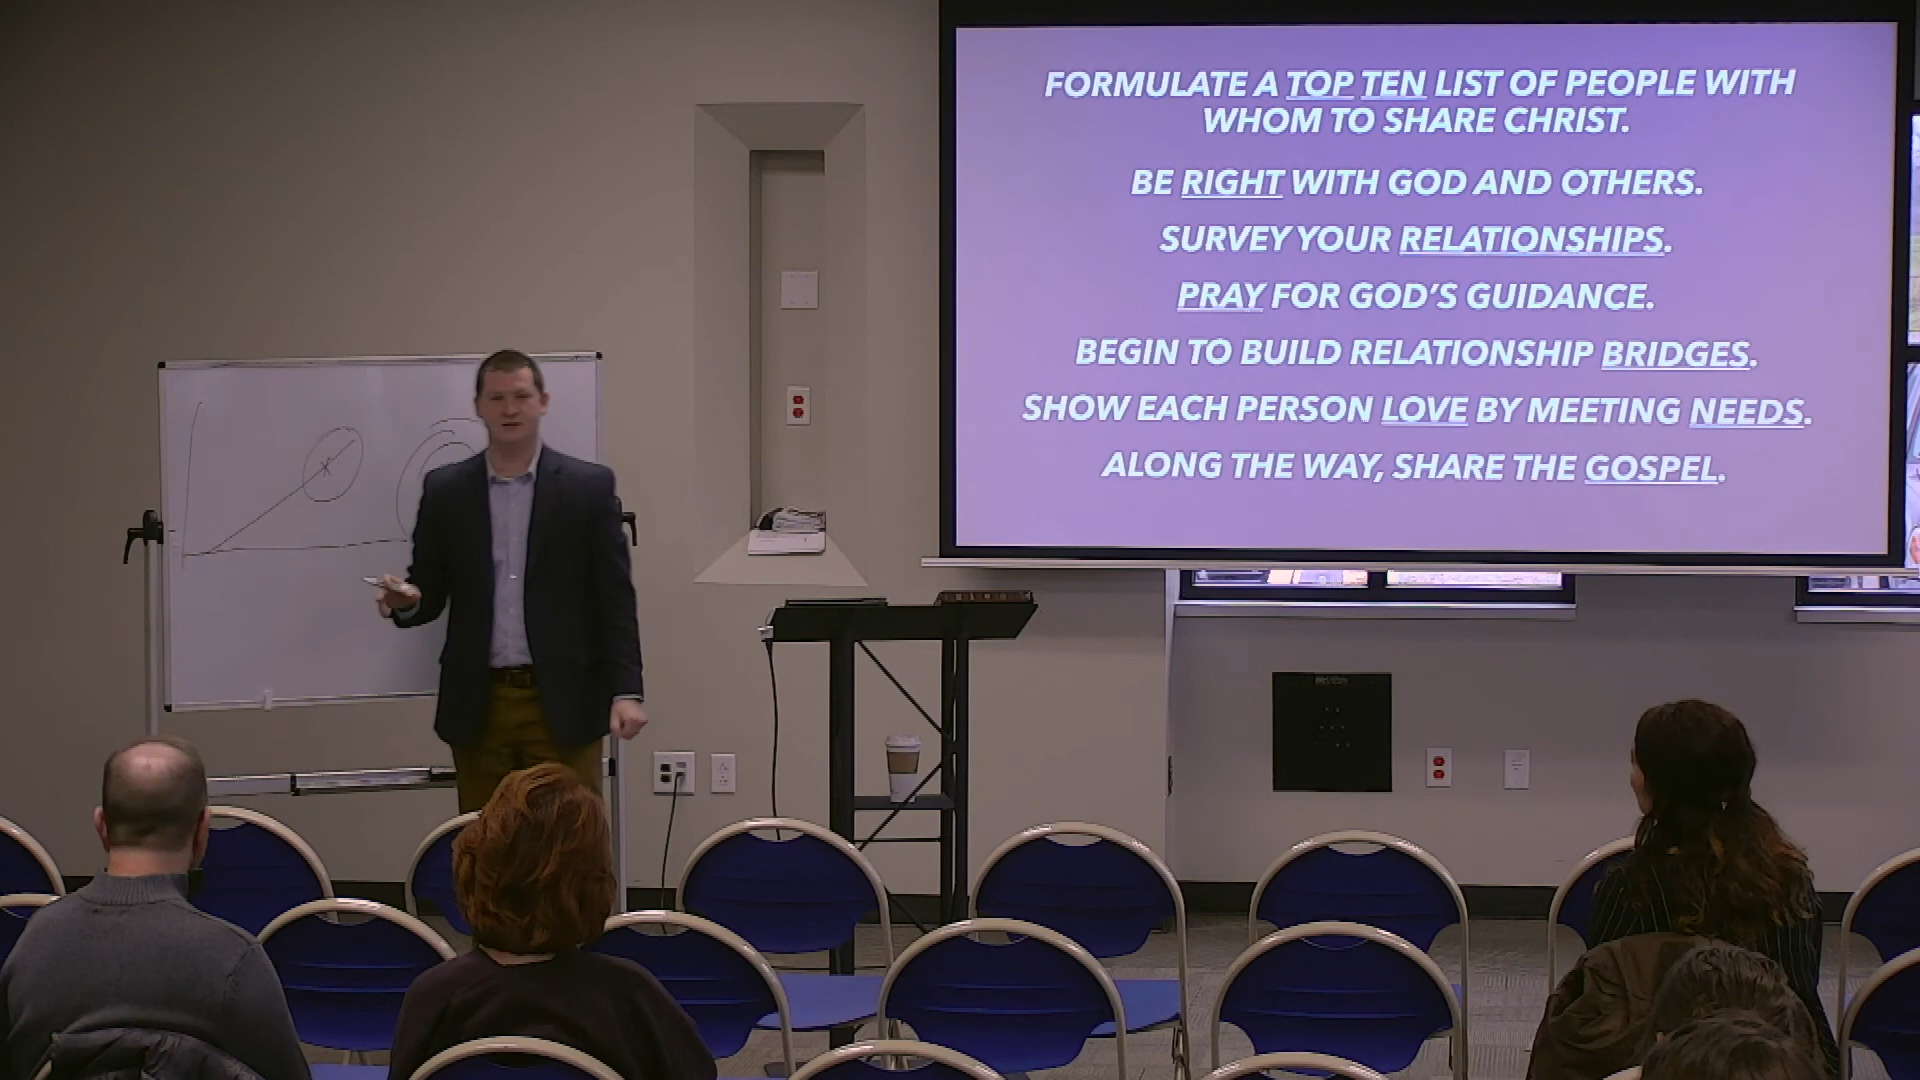 FORMULATE A TOP TEN LIST OF PEOPLE WITH
WHOM TO SHARE CHRIST.
BE RIGHT WITH GOD AND OTHERS.
SURVEY YOUR RELATIONSHIPS.
PRAY FOR GOD'S GUIDANCE.
BEGIN TO BUILD RELATIONSHIP BRIDGES.
SHOW EACH PERSON LOVE BY MEETING NEEDS.
ALONG THE WAY, SHARE THE GOSPEL.